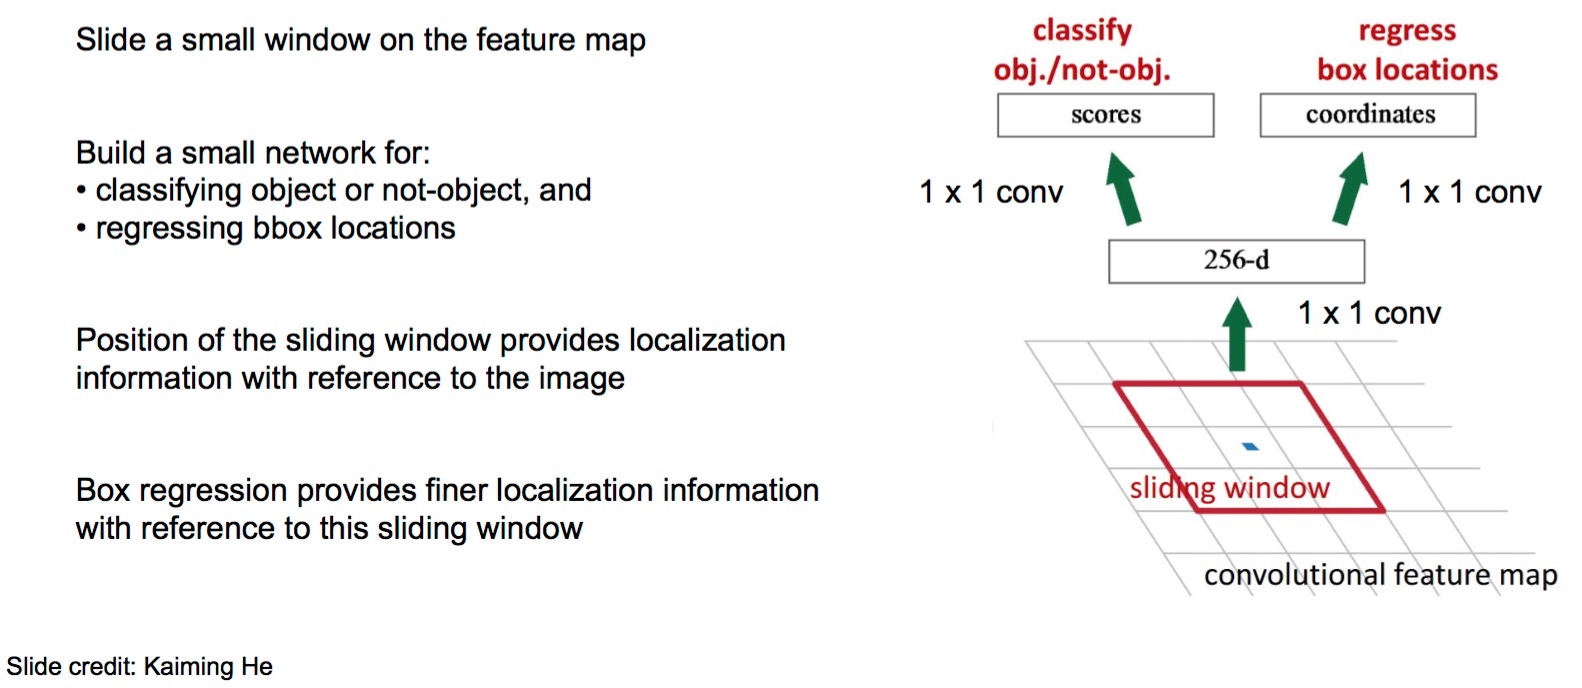 Slide a small window on the feature map
Build a small network for:
• classifying object or not-object, and
• regressing bbox locations
Position of the sliding window provides localization
information with reference to the image
Box regression provides finer localization information
with reference to this sliding window
Slide credit: Kaiming He
classify
obj./not-obj.
regress
box locations
scores
coordinates
1 x 1 conv
1 x 1 conv
256-d
1 x 1 conv
sliding window
convolutional feature map